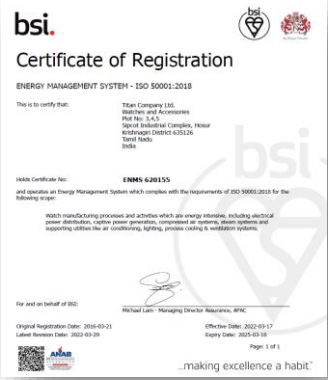 bsi.
bsi
By Royal Charter
Certificate of Registration
ENERGY MANAGEMENT SYSTEM - ISO 50001:2018
This is to certify that:
Titan Company Ltd.
Watches and Accessories
Plot No: 3,4,5
Sipcot Industrial Complex, Hosur
Krishnagiri District 635126
Tamil Nadu
India
Holds Certificate No:
ENMS 620155
and operates an Energy Management System which complies with the requirements of ISO 50001:2018 for the
following scope:
Watch manufacturing processes and activities which are energy intensive, including electrical
power distribution, captive power generation, compressed air systems, steam systems and
supporting utilities like air conditioning, lighting, process cooling & ventilation systems.
For and on behalf of BSI:
Michael Lam - Managing Director Assurance, APAC
Original Registration Date: 2016-03-21
Effective Date: 2022-03-17
Latest Revision Date: 2022-03-29
Expiry Date: 2025-03-16
Page: 1 of 1
ANAB
...making excellence a habit.
bsi